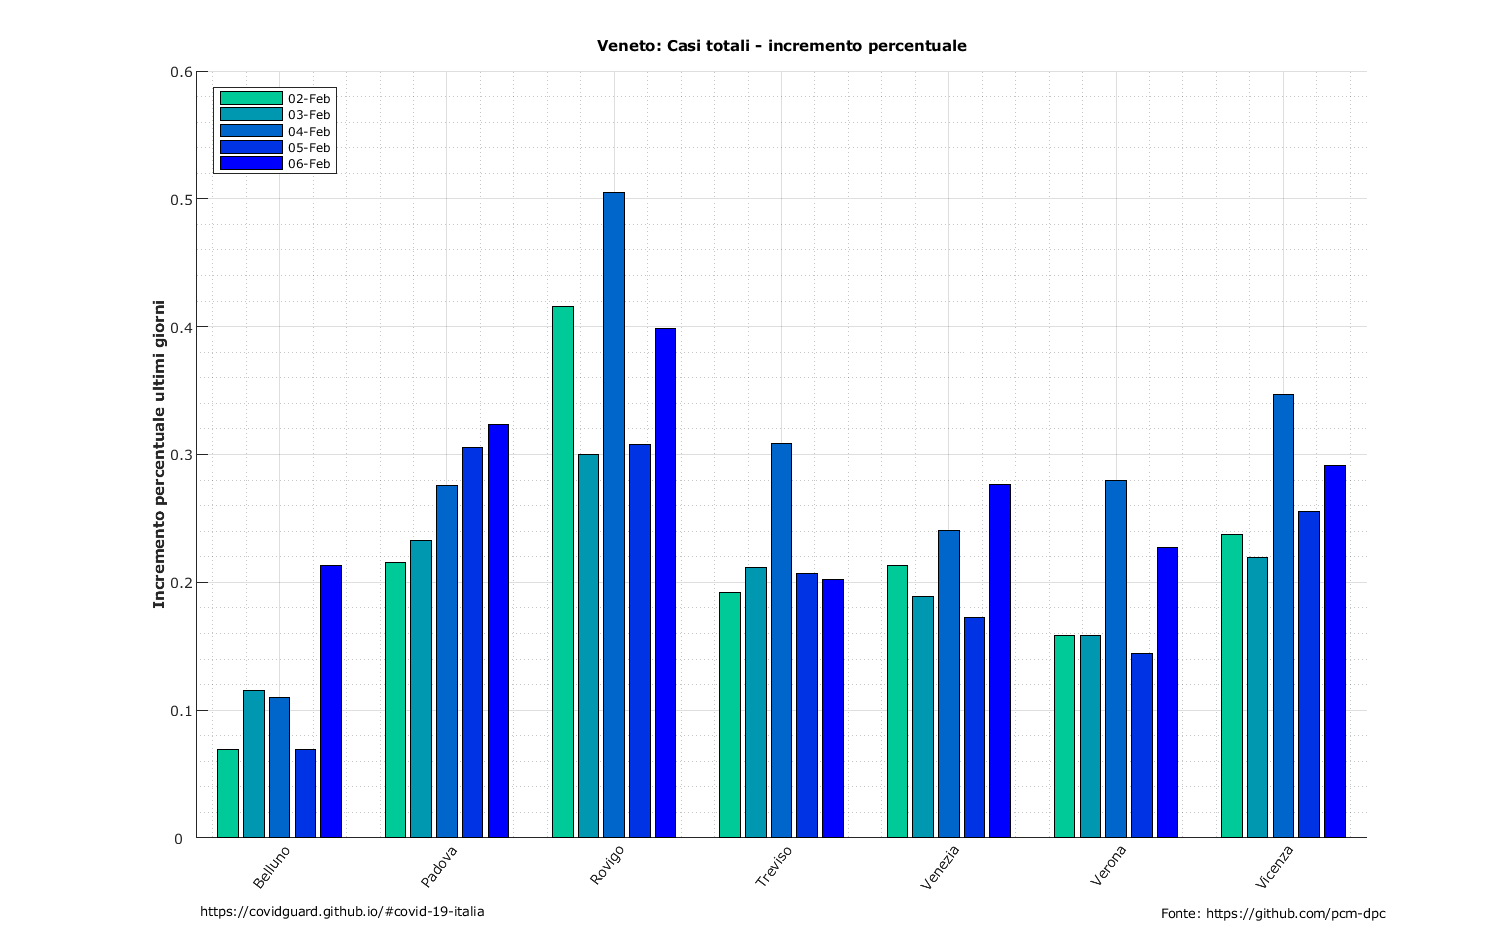 Veneto: Casi totali - incremento percentuale
02-Feb
03-Feb
04-Feb
05-Feb
06-Feb
Incremento percentuale ultimi giorni
0.6
0.5
0.4
0.3
0.2
0.1
0
Belluno
Padova
Rovigo
Treviso
Venezia
Verona
Vicenza
https://covidguard.github.io/#covid-19-italia
Fonte: https://github.com/pcm-dpc